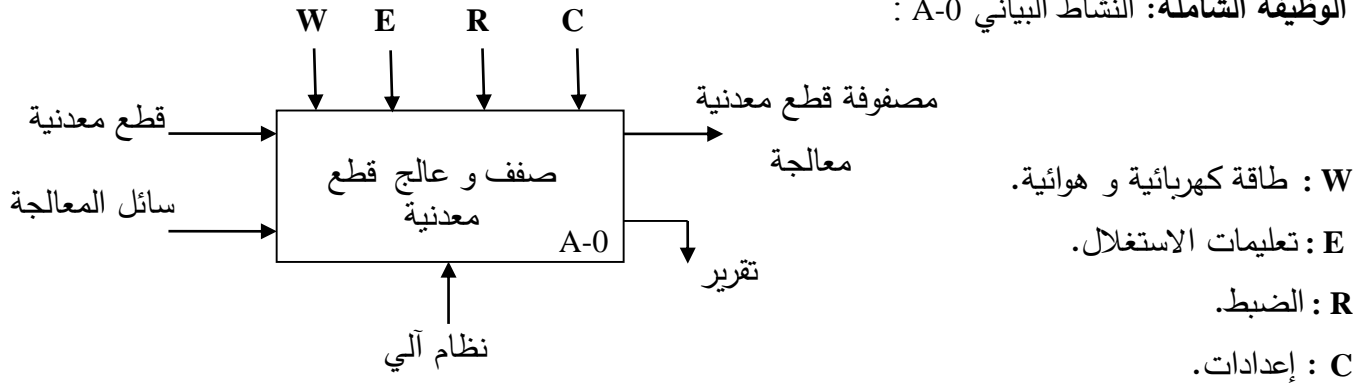 الوظيفة الشاملة: النشاط البياني A-0 :
W E R C
قطع معدنية
سائل المعالجة
صفف و عالج قطع
معدنية
A-0
مصفوفة قطع معدنية
معالجة
تقرير
نظام آلي
W : طاقة كهربائية و هوائية.
E : تعليمات الاستغلال.
R : الضبط.
C : إعدادات.